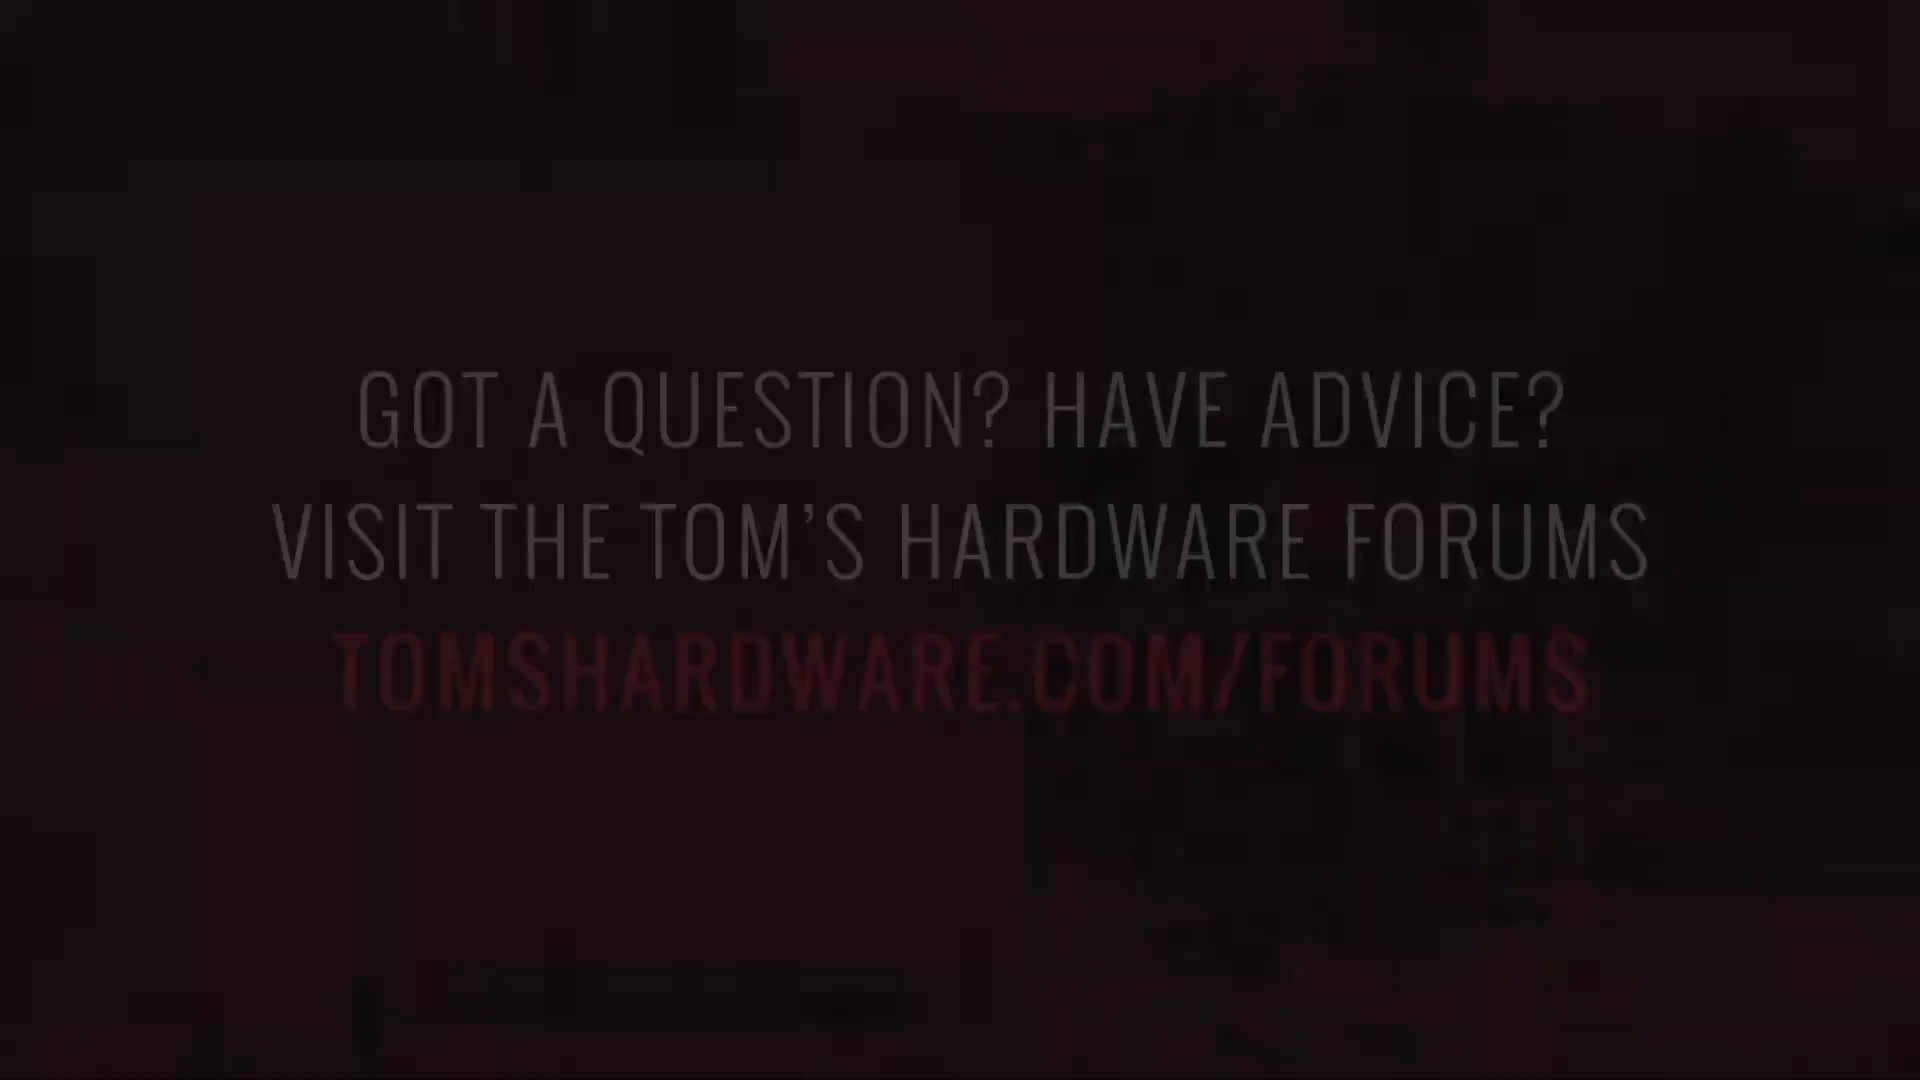 GOT A QUESTION? HAVE ADVICE?
VISIT THE TOM’S HARDWARE FORUMS
TOMSHARDWARE.COM/FORUMS